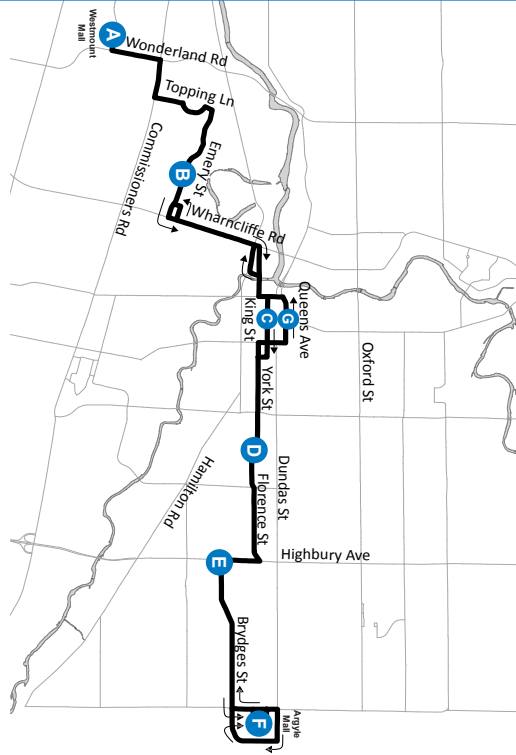 A
Westmount
Mall
Wonderland Rd
Topping Ln
Commissioners Rd
Emery St
B
Wharncliffe Rd
Queens Ave
King St
C
G
Oxford St
York St
D
Dundas St
Florence St
Hamilton Rd
Highbury Ave
E
Brydges St
Argyle
Mall
F